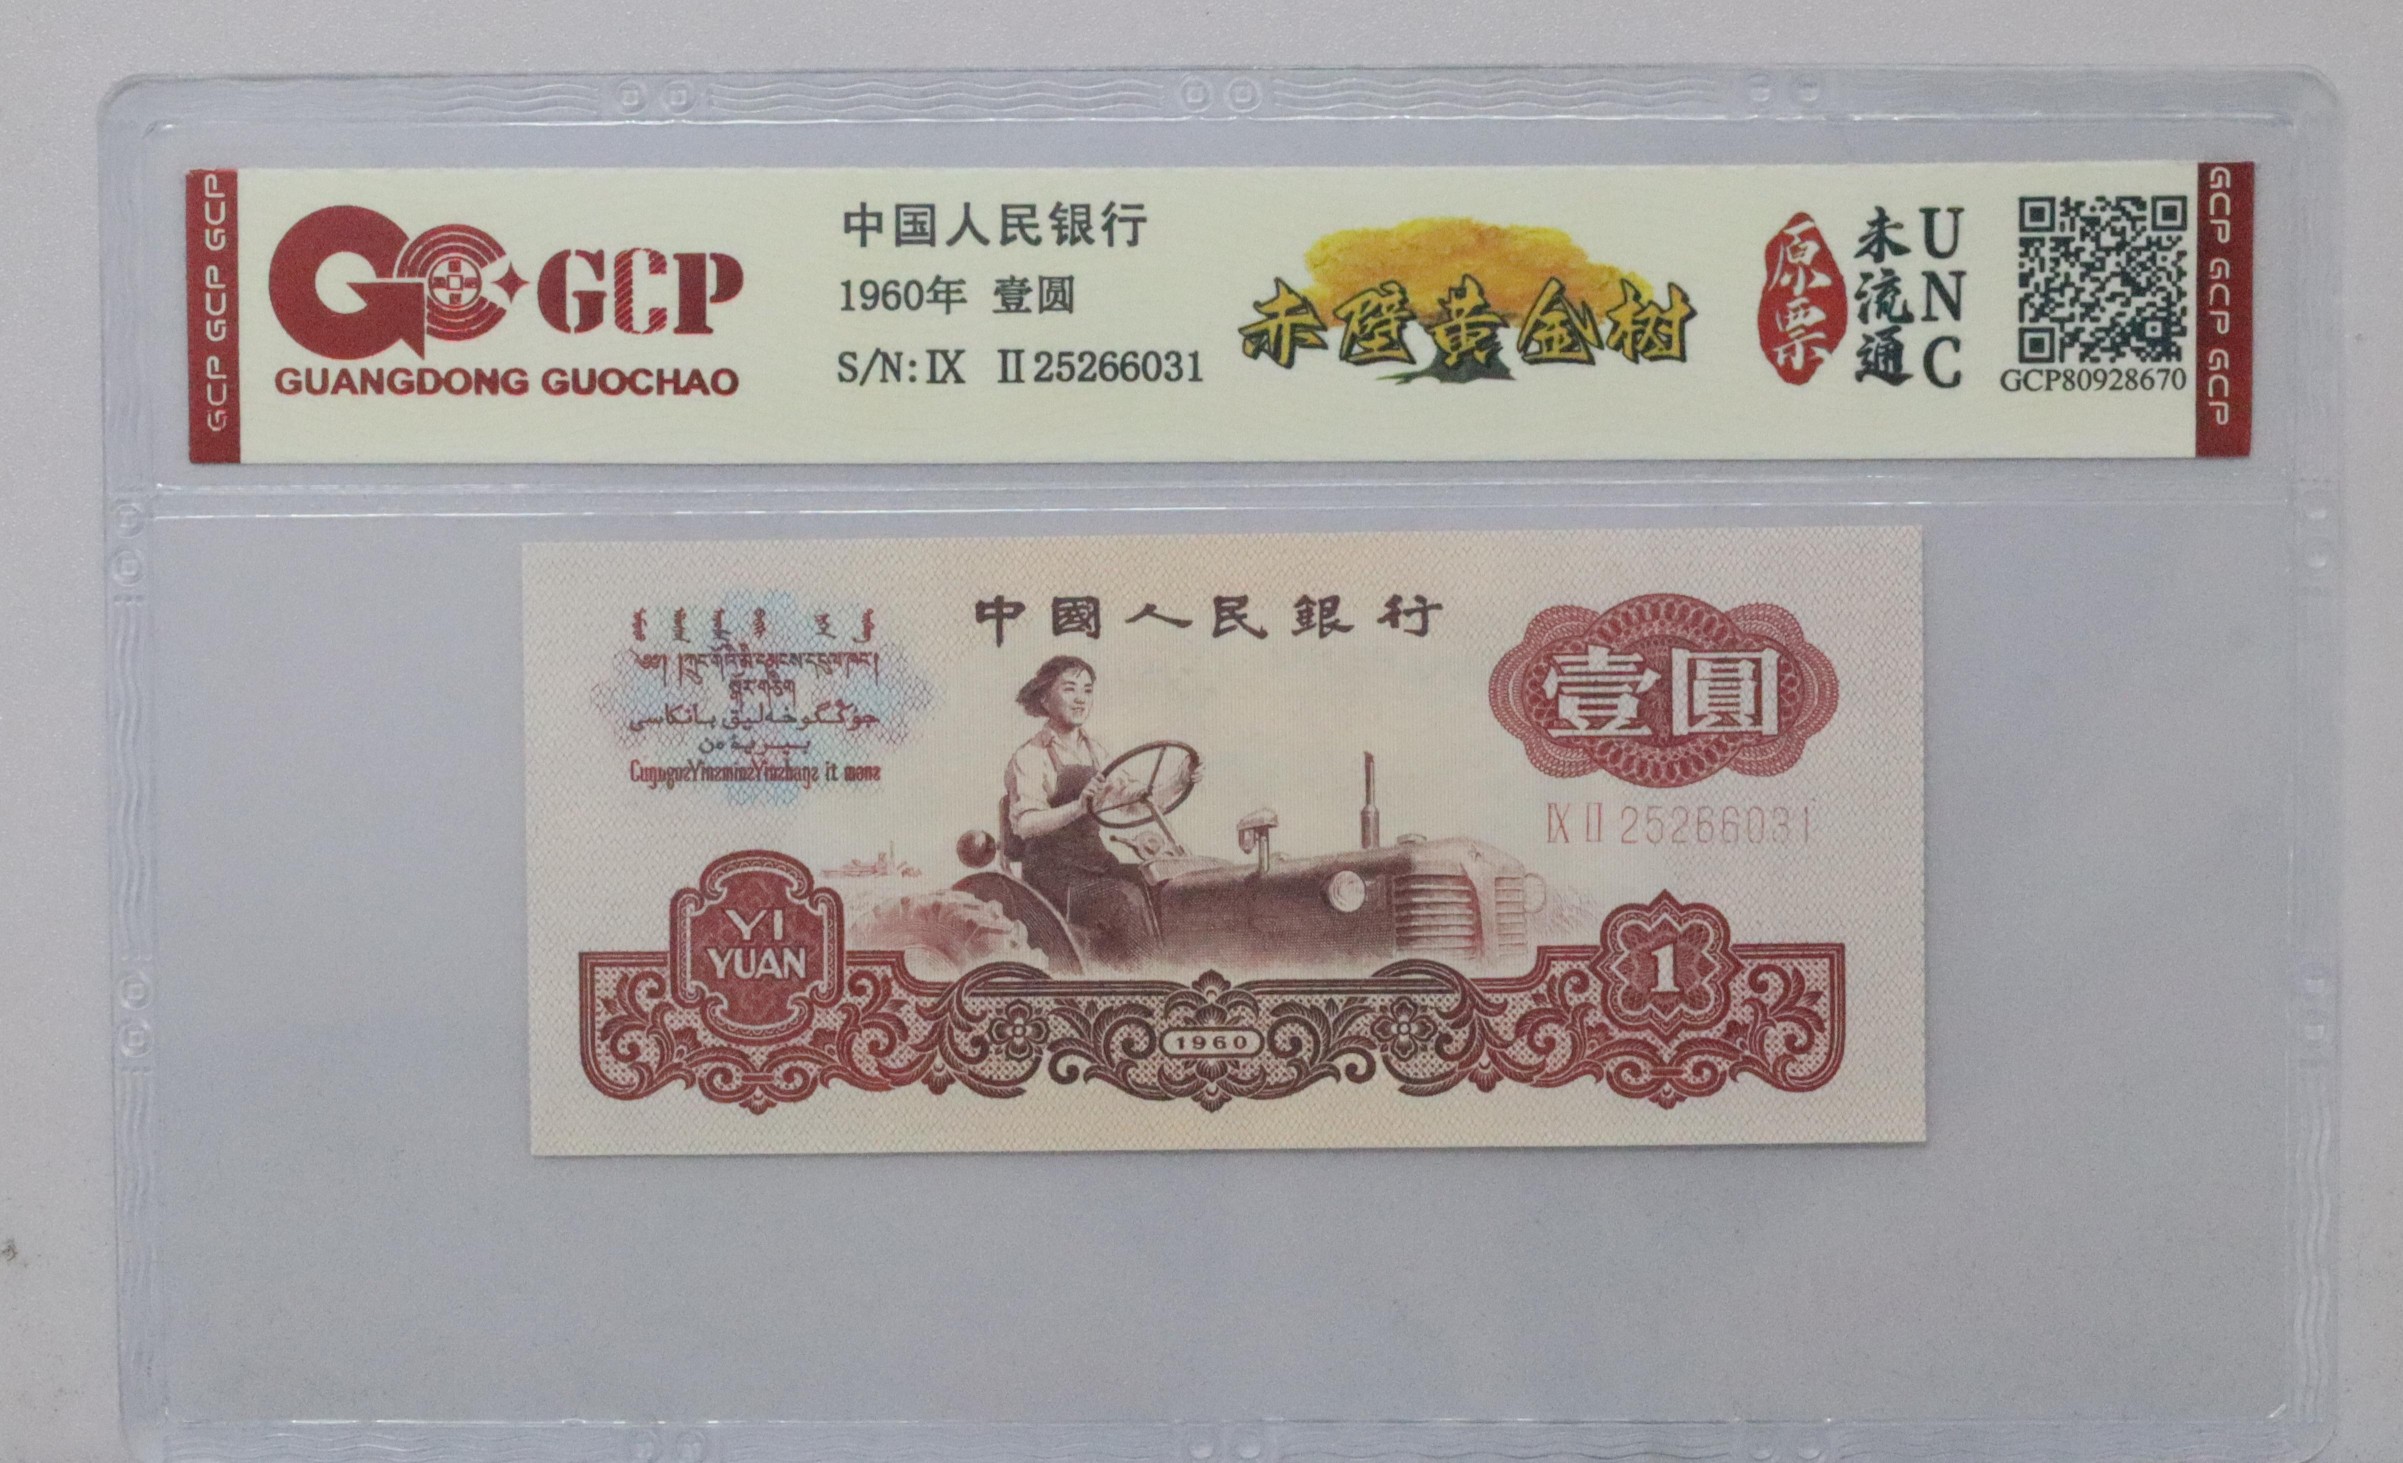 GCP GCP GCP
GCP
GUANGDONG GUOCHAO
中国人民银行
1960年 壹圆
S/N:IX II25266031
赤壁黄金树
原票
未流通
UNC
GCP80928670
GCP GCP GCP
中國人民銀行
壹圓
IX II 25266031
YI
YUAN
1960
1